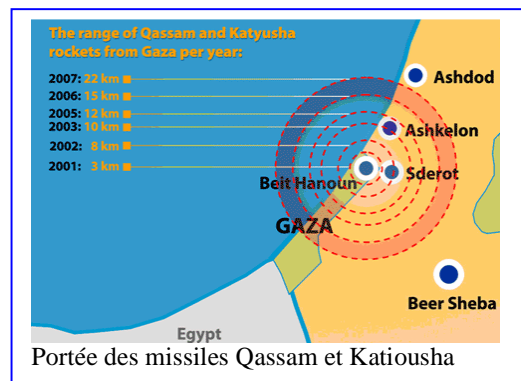 The range of Qassam and Katyusha
rockets from Gaza per year:
2007: 22 km
2006: 15 km
2005: 12 km
2003: 10 km
2002: 8 km
2001: 3 km
Ashdod
Ashkelon
Beit Hanoun
Sderot
GAZA
Beer Sheba
Egypt
Portée des missiles Qassam et Katiousha